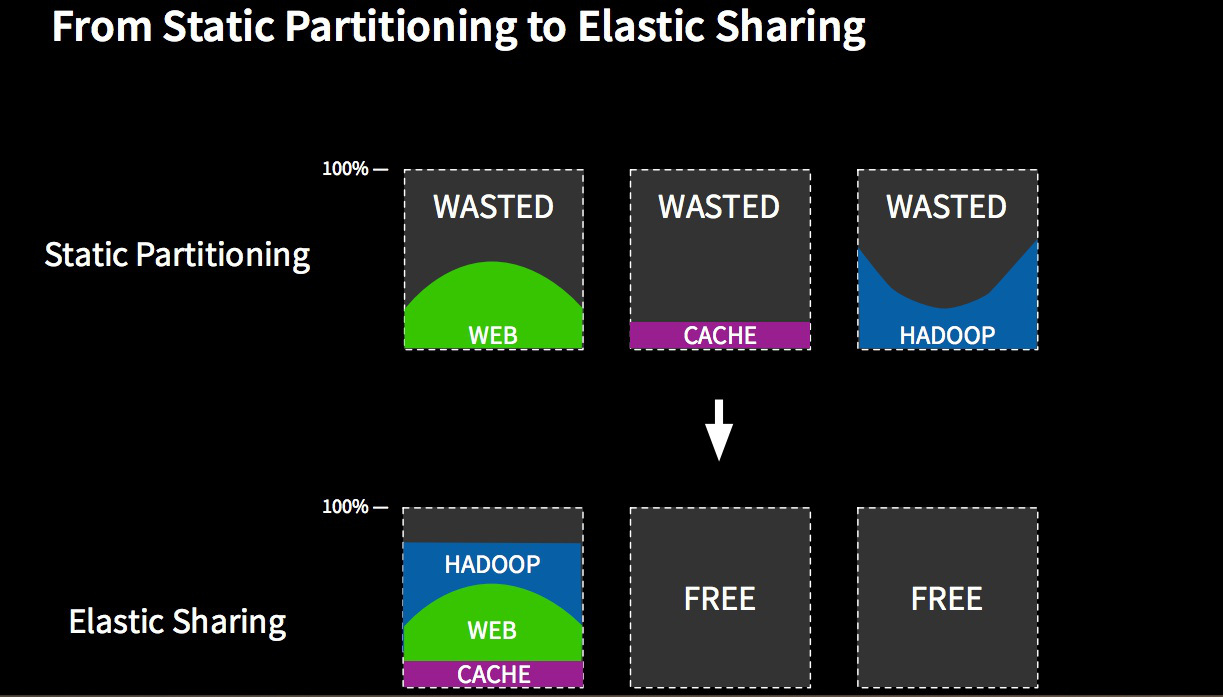 From Static Partitioning to Elastic Sharing
100%
WASTED
WASTED
WASTED
Static Partitioning
WEB
CACHE
HADOOP
100%
HADOOP
FREE
FREE
Elastic Sharing
WEB
CACHE